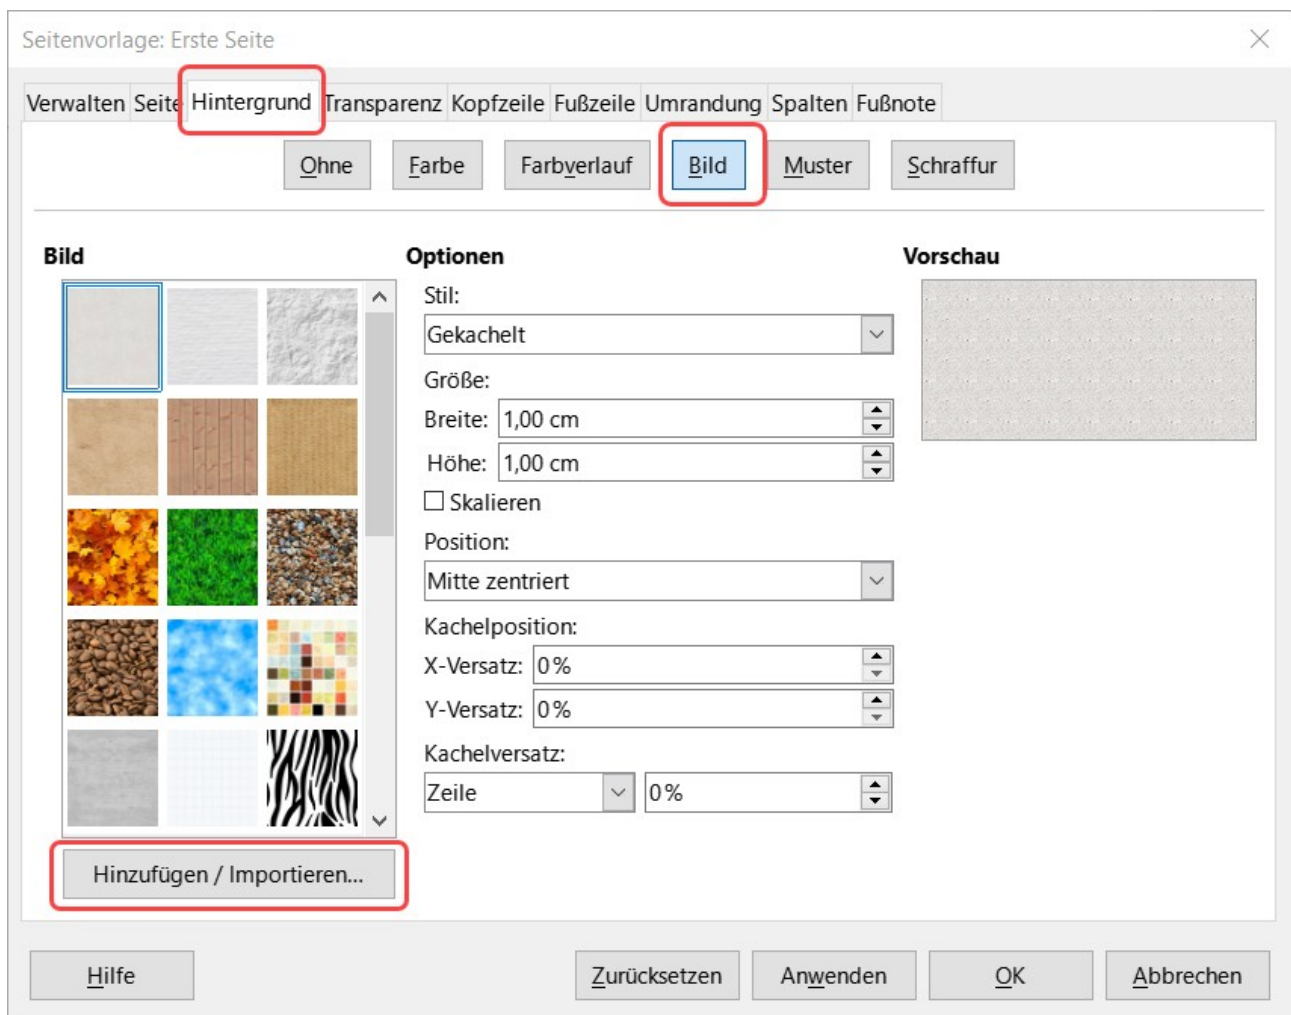 Seitenvorlage: Erste Seite
Verwalten Seite Hintergrund Transparenz Kopfzeile Fußzeile Umrandung Spalten Fußnote
Ohne Farbe Farbverlauf Bild Muster Schraffur
Bild Optionen Vorschau
Stil:
Gekachelt
Größe:
Breite: 1,00 cm
Höhe: 1,00 cm
Skalieren
Position:
Mitte zentriert
Kachelposition:
X-Versatz: 0%
Y-Versatz: 0%
Kachelversatz:
Zeile 0%
Hinzufügen / Importieren...
Hilfe Zurücksetzen Anwenden OK Abbrechen